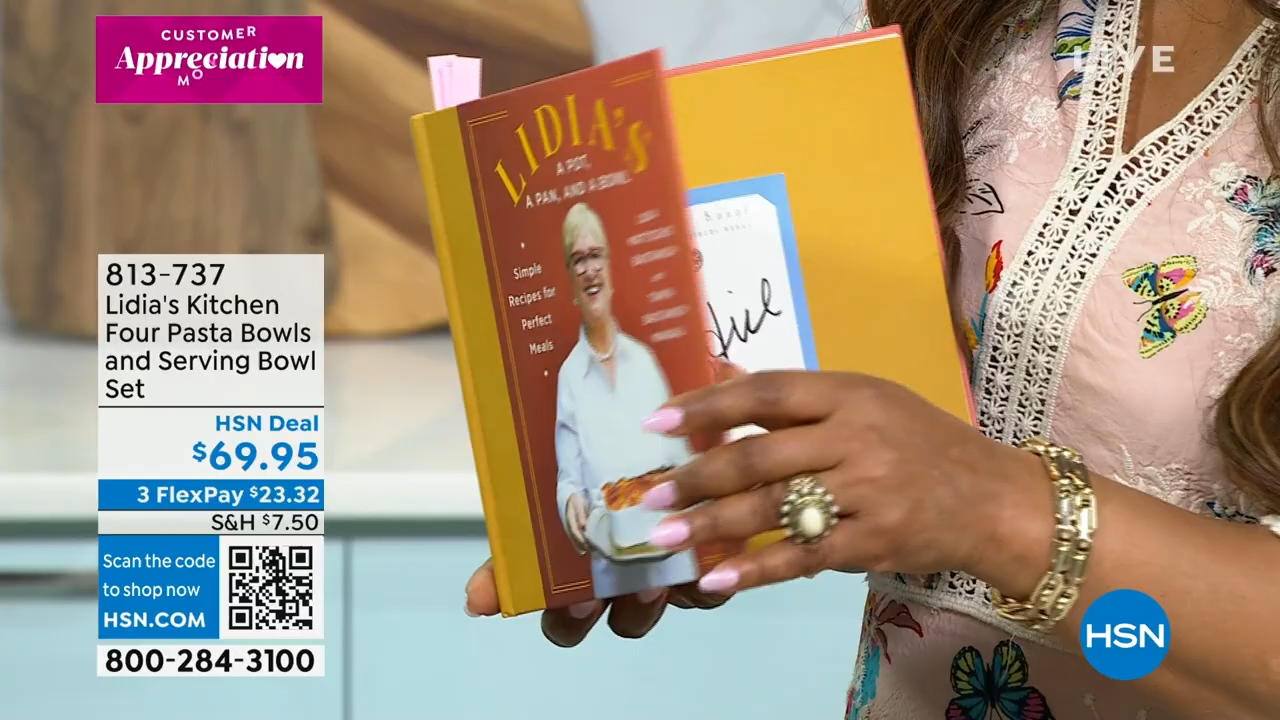 CUSTOMER
Appreciation
MO
LIVE
813-737
Lidia's Kitchen
Four Pasta Bowls
and Serving Bowl
Set
HSN Deal
$69.95
3 FlexPay $23.32
S&H $7.50
Scan the code
to shop now
HSN.COM
800-284-3100
LIDIA'S
A POT,
A PAN, AND A BOWL
Simple
Recipes for
Perfect
Meals
HSN